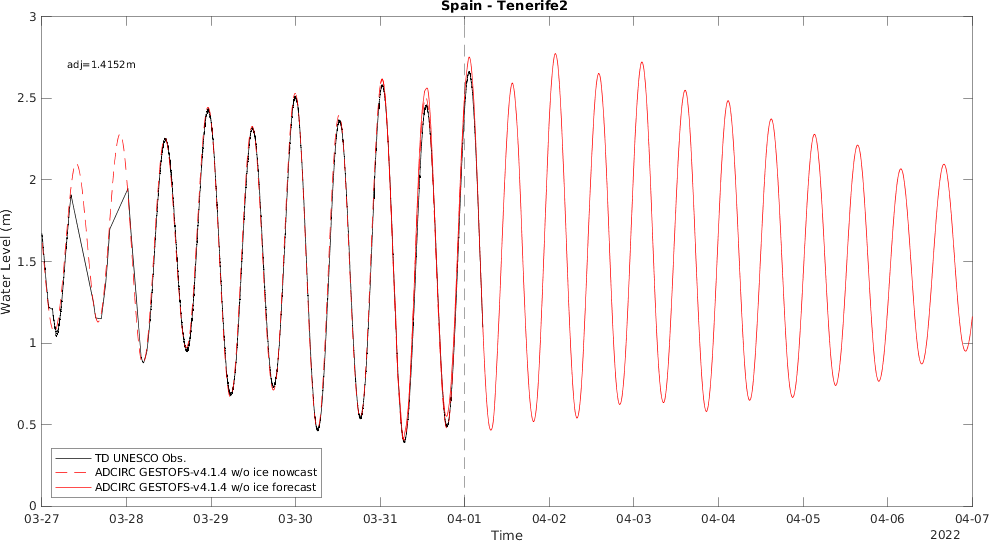 Spain - Tenerife2
adj=1.4152m
Water Level (m)
3
2.5
2
1.5
1
0.5
0
TD UNESCO Obs.
ADCIRC GESTOFS-v4.1.4 w/o ice nowcast
ADCIRC GESTOFS-v4.1.4 w/o ice forecast
03-27 03-28 03-29 03-30 03-31 04-01 04-02 04-03 04-04 04-05 04-06 04-07
Time
2022